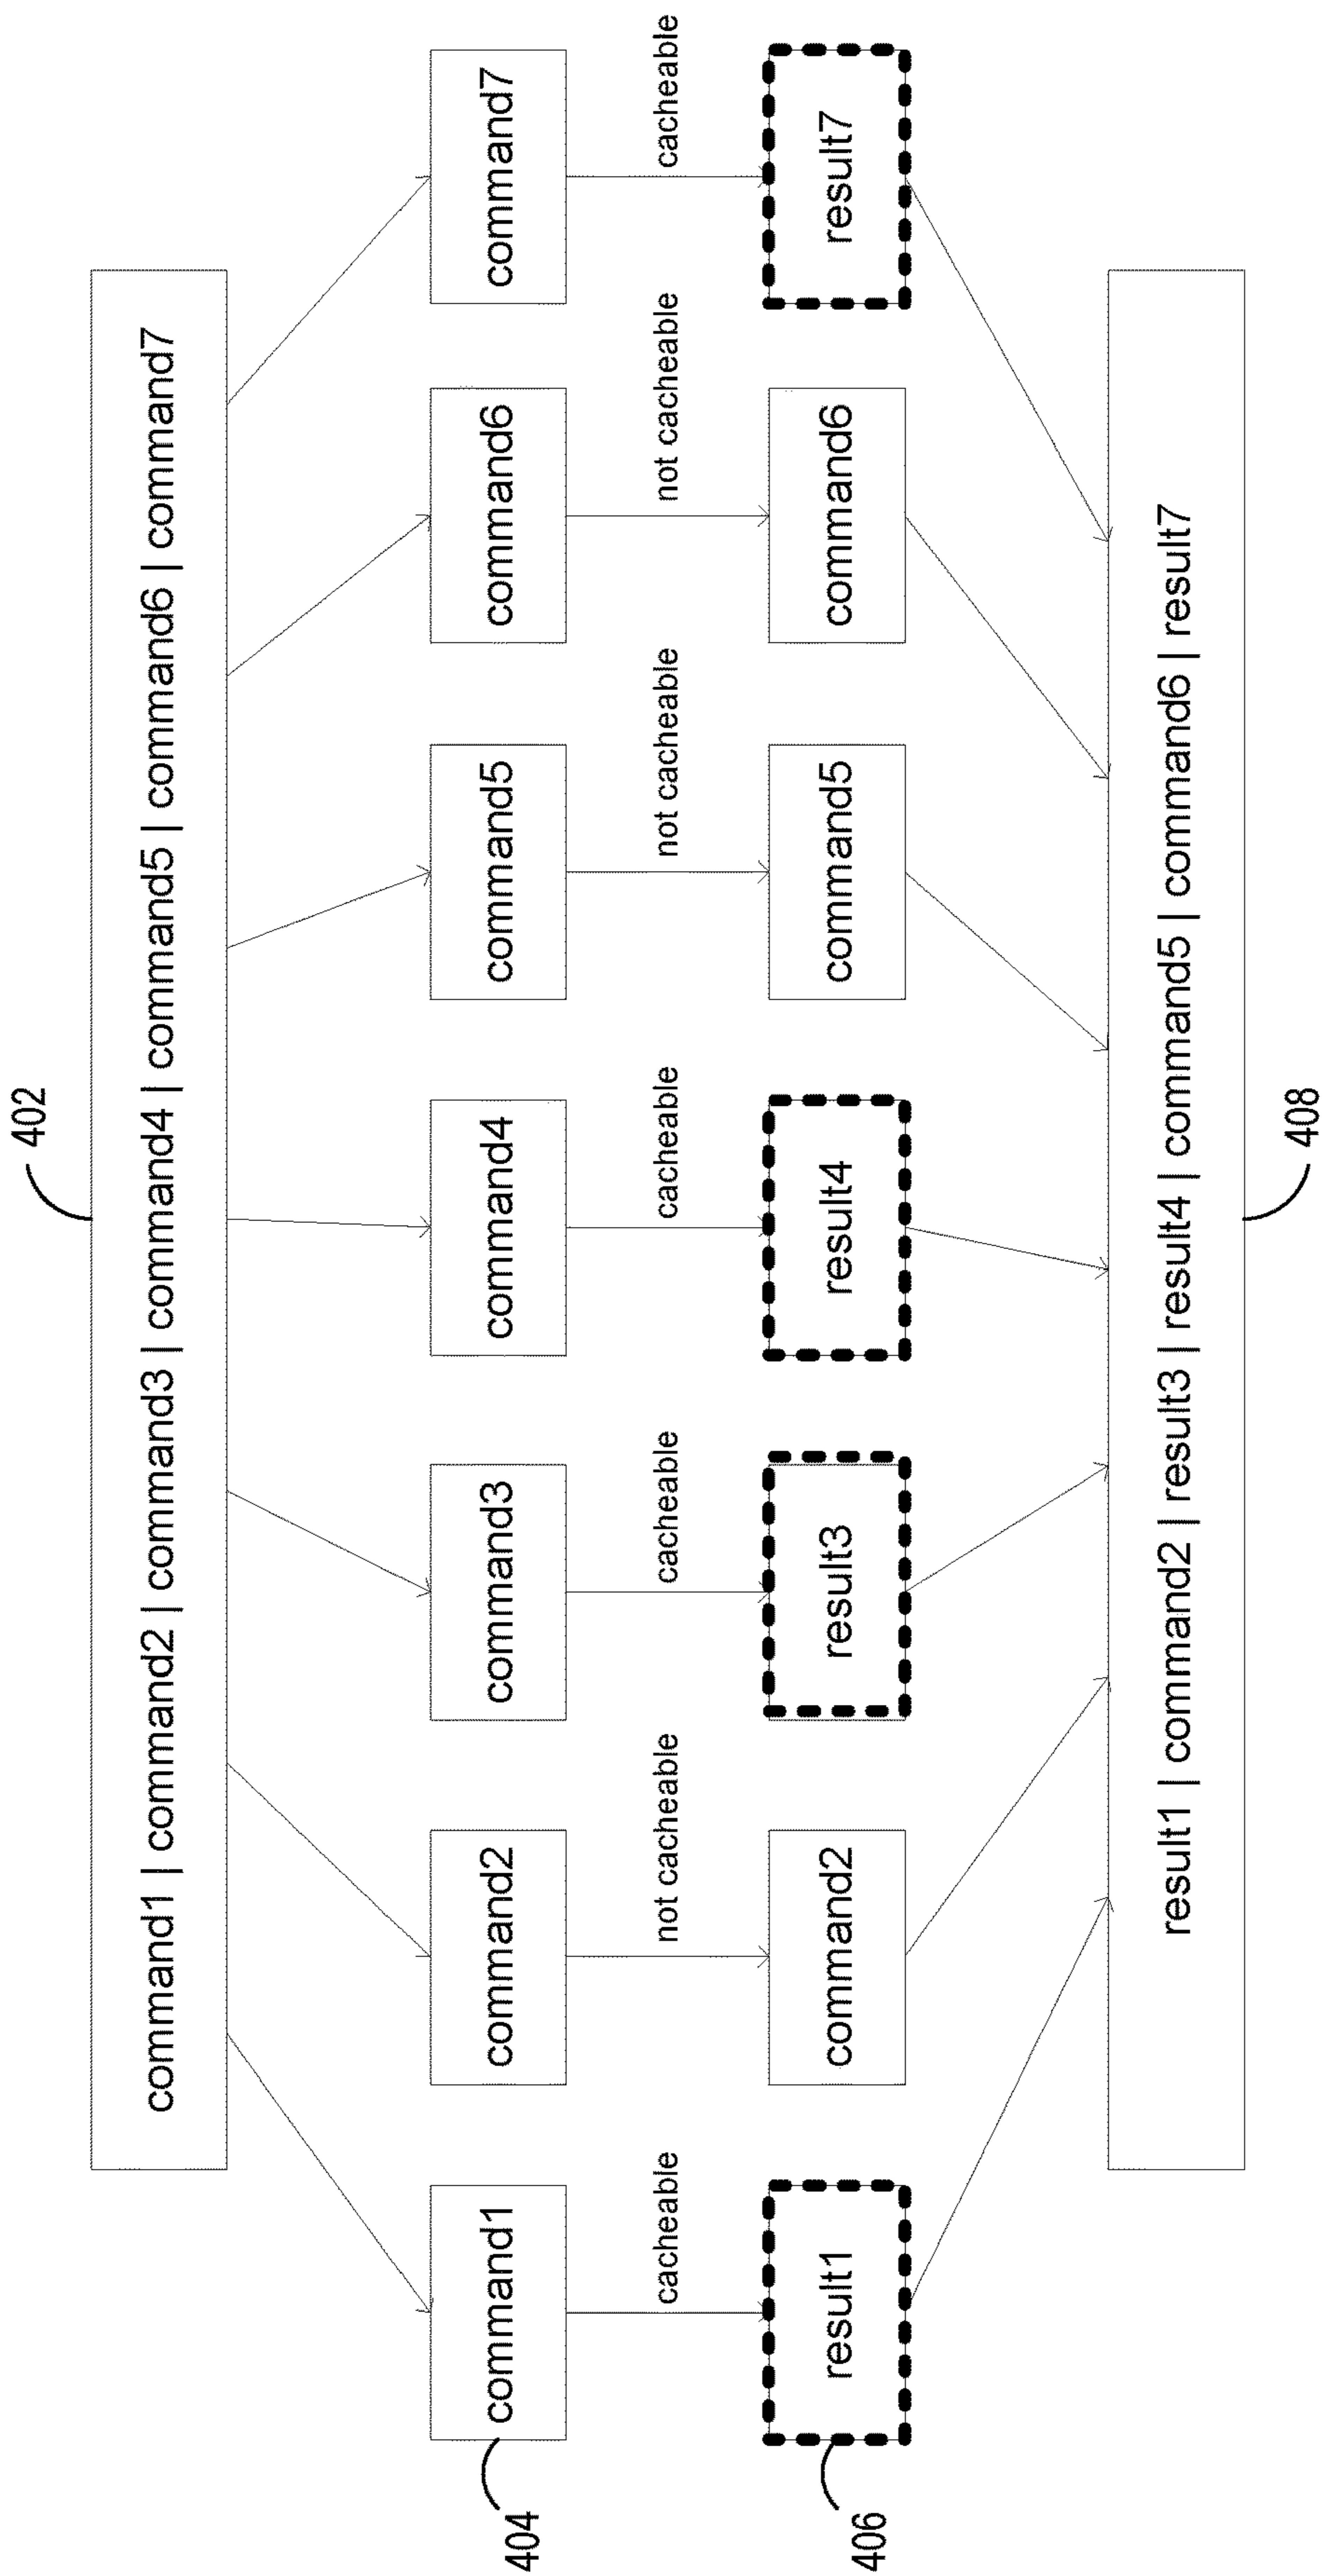 402
command1 | command2 | command3 | command4 | command5 | command6 | command7
404
command1
command2
command3
command4
command5
command6
command7
cacheable
not cacheable
cacheable
cacheable
not cacheable
not cacheable
cacheable
406
result1
command2
result3
result4
command5
command6
result7
result1 | command2 | result3 | result4 | command5 | command6 | result7
408